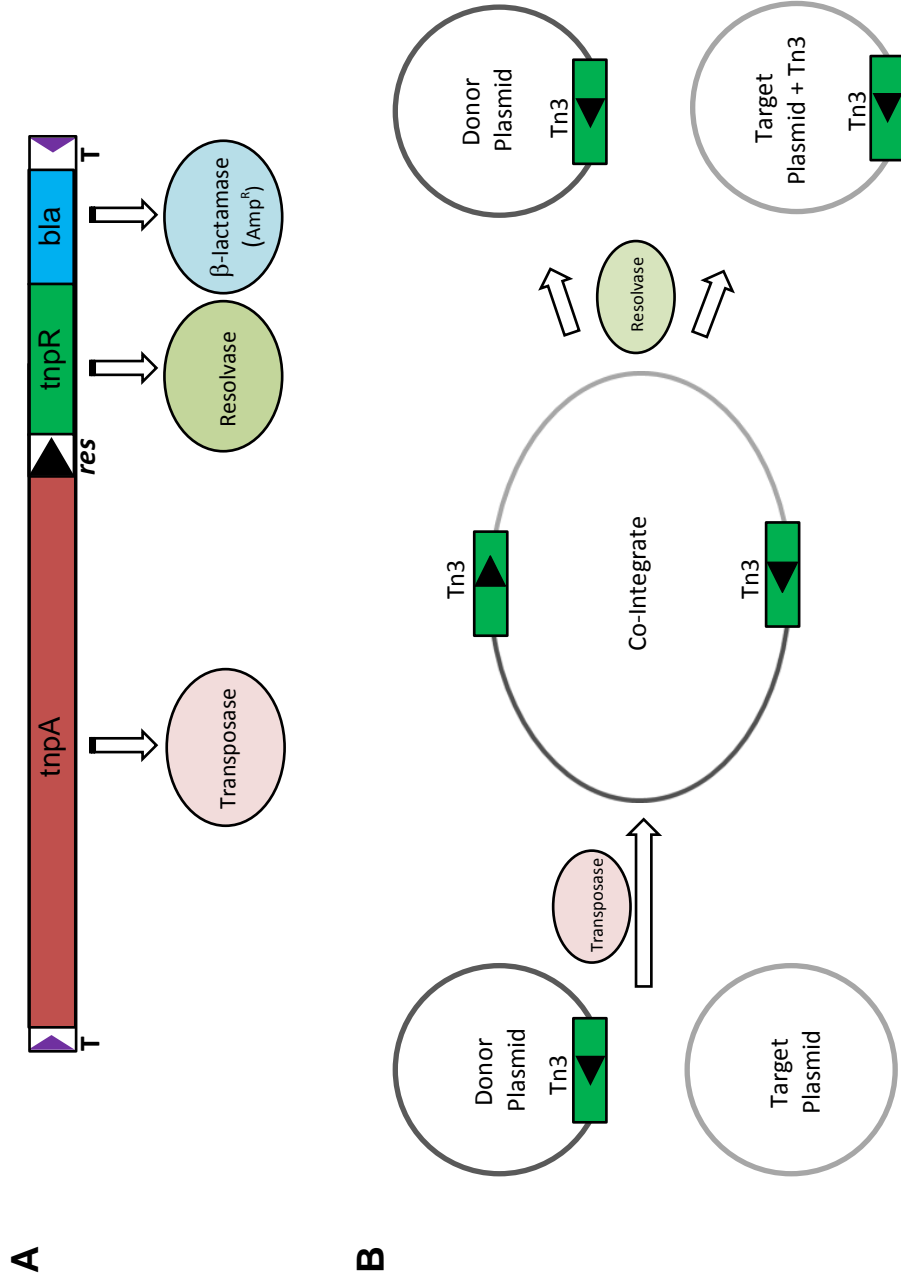 A
tnpA
res
tnpR
bla
T
T
Transposase
Resolvase
β-lactamase
(Amp^R)
B
Donor
Plasmid
Tn3
Target
Plasmid
Transposase
Tn3
Co-Integrate
Tn3
Resolvase
Donor
Plasmid
Tn3
Target
Plasmid + Tn3
Tn3